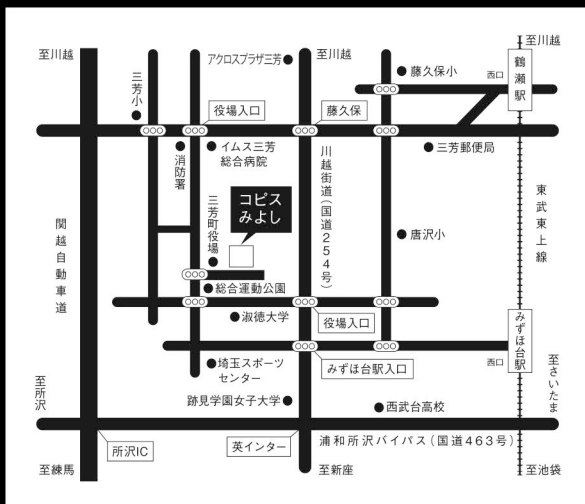 至川越
アクロスプラザ三芳
至川越
至川越
藤久保小
西口
鶴瀬駅
三芳小
役場入口
藤久保
消防署
イムス三芳
総合病院
三芳郵便局
川越街道(国道254号)
東武東上線
関越自動車道
三芳町役場
コピス
みよし
唐沢小
総合運動公園
淑徳大学
役場入口
みずほ台駅
西口
埼玉スポーツ
センター
みずほ台駅入口
至さいたま
至所沢
跡見学園女子大学
西武台高校
所沢IC
英インター
浦和所沢バイパス(国道463号)
至練馬
至新座
至池袋